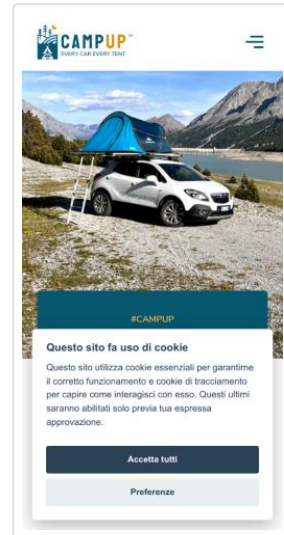 CAMPUP™
EVERY CAR EVERY TENT
#CAMPUP
Questo sito fa uso di cookie
Questo sito utilizza cookie essenziali per garantirne
il corretto funzionamento e cookie di tracciamento
per capire come interagisci con esso. Questi ultimi
saranno abilitati solo previa tua espressa
approvazione.
Accetta tutti
Preferenze